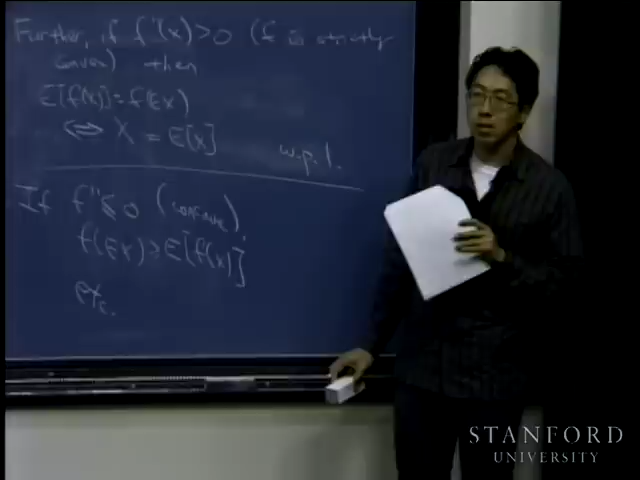 Further, if f''(x) > 0 (f is strictly
convex) then
E[f(x)] = f(EX)
⇔ X = E[X] w.p.1.
If f'' ≤ 0 (concave),
f(EX) ≥ E[f(x)]
etc.
STANFORD
UNIVERSITY